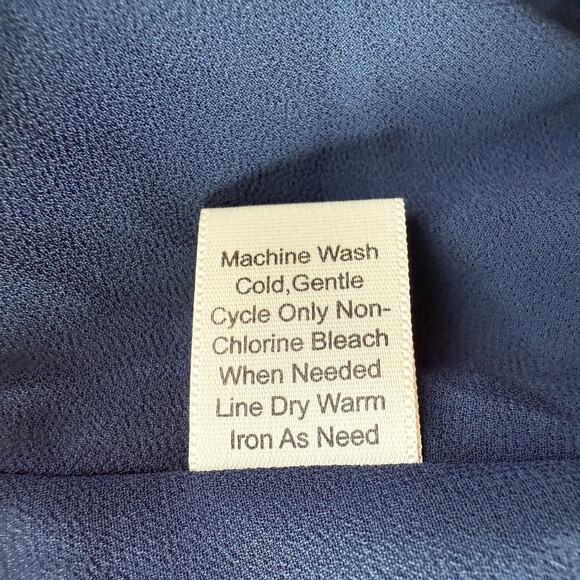 Machine Wash
Cold,Gentle
Cycle Only Non-
Chlorine Bleach
When Needed
Line Dry Warm
Iron As Need